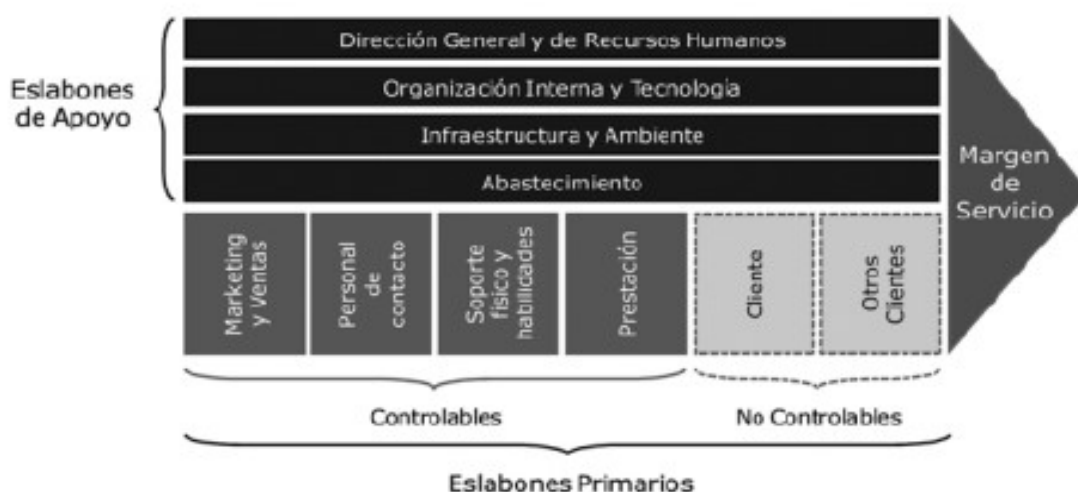 Dirección General y de Recursos Humanos
Organización Interna y Tecnología
Infraestructura y Ambiente
Abastecimiento
Eslabones
de Apoyo
Margen
de
Servicio
Marketing
y Ventas
Personal
de
contacto
Soporte
físico y
habilidades
Prestación
Cliente
Otros
Clientes
Controlables
No Controlables
Eslabones Primarios